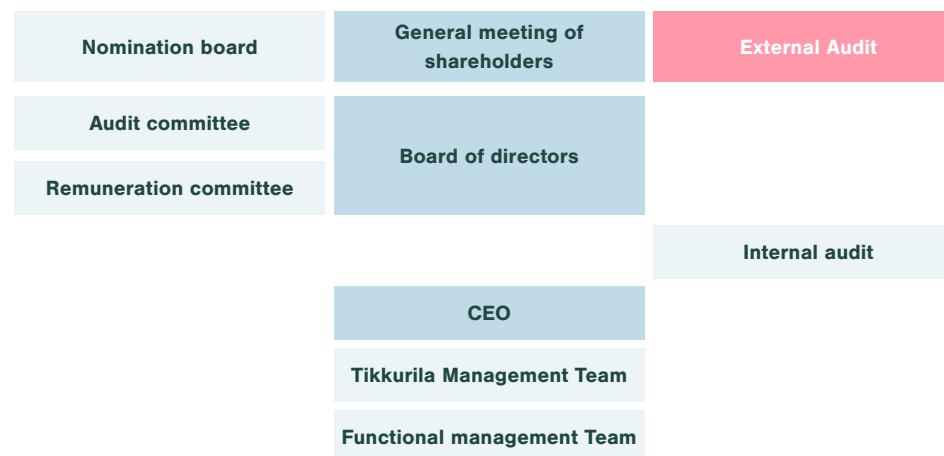 Nomination board
General meeting of
shareholders
External Audit
Audit committee
Board of directors
Remuneration committee
Internal audit
CEO
Tikkurila Management Team
Functional management Team